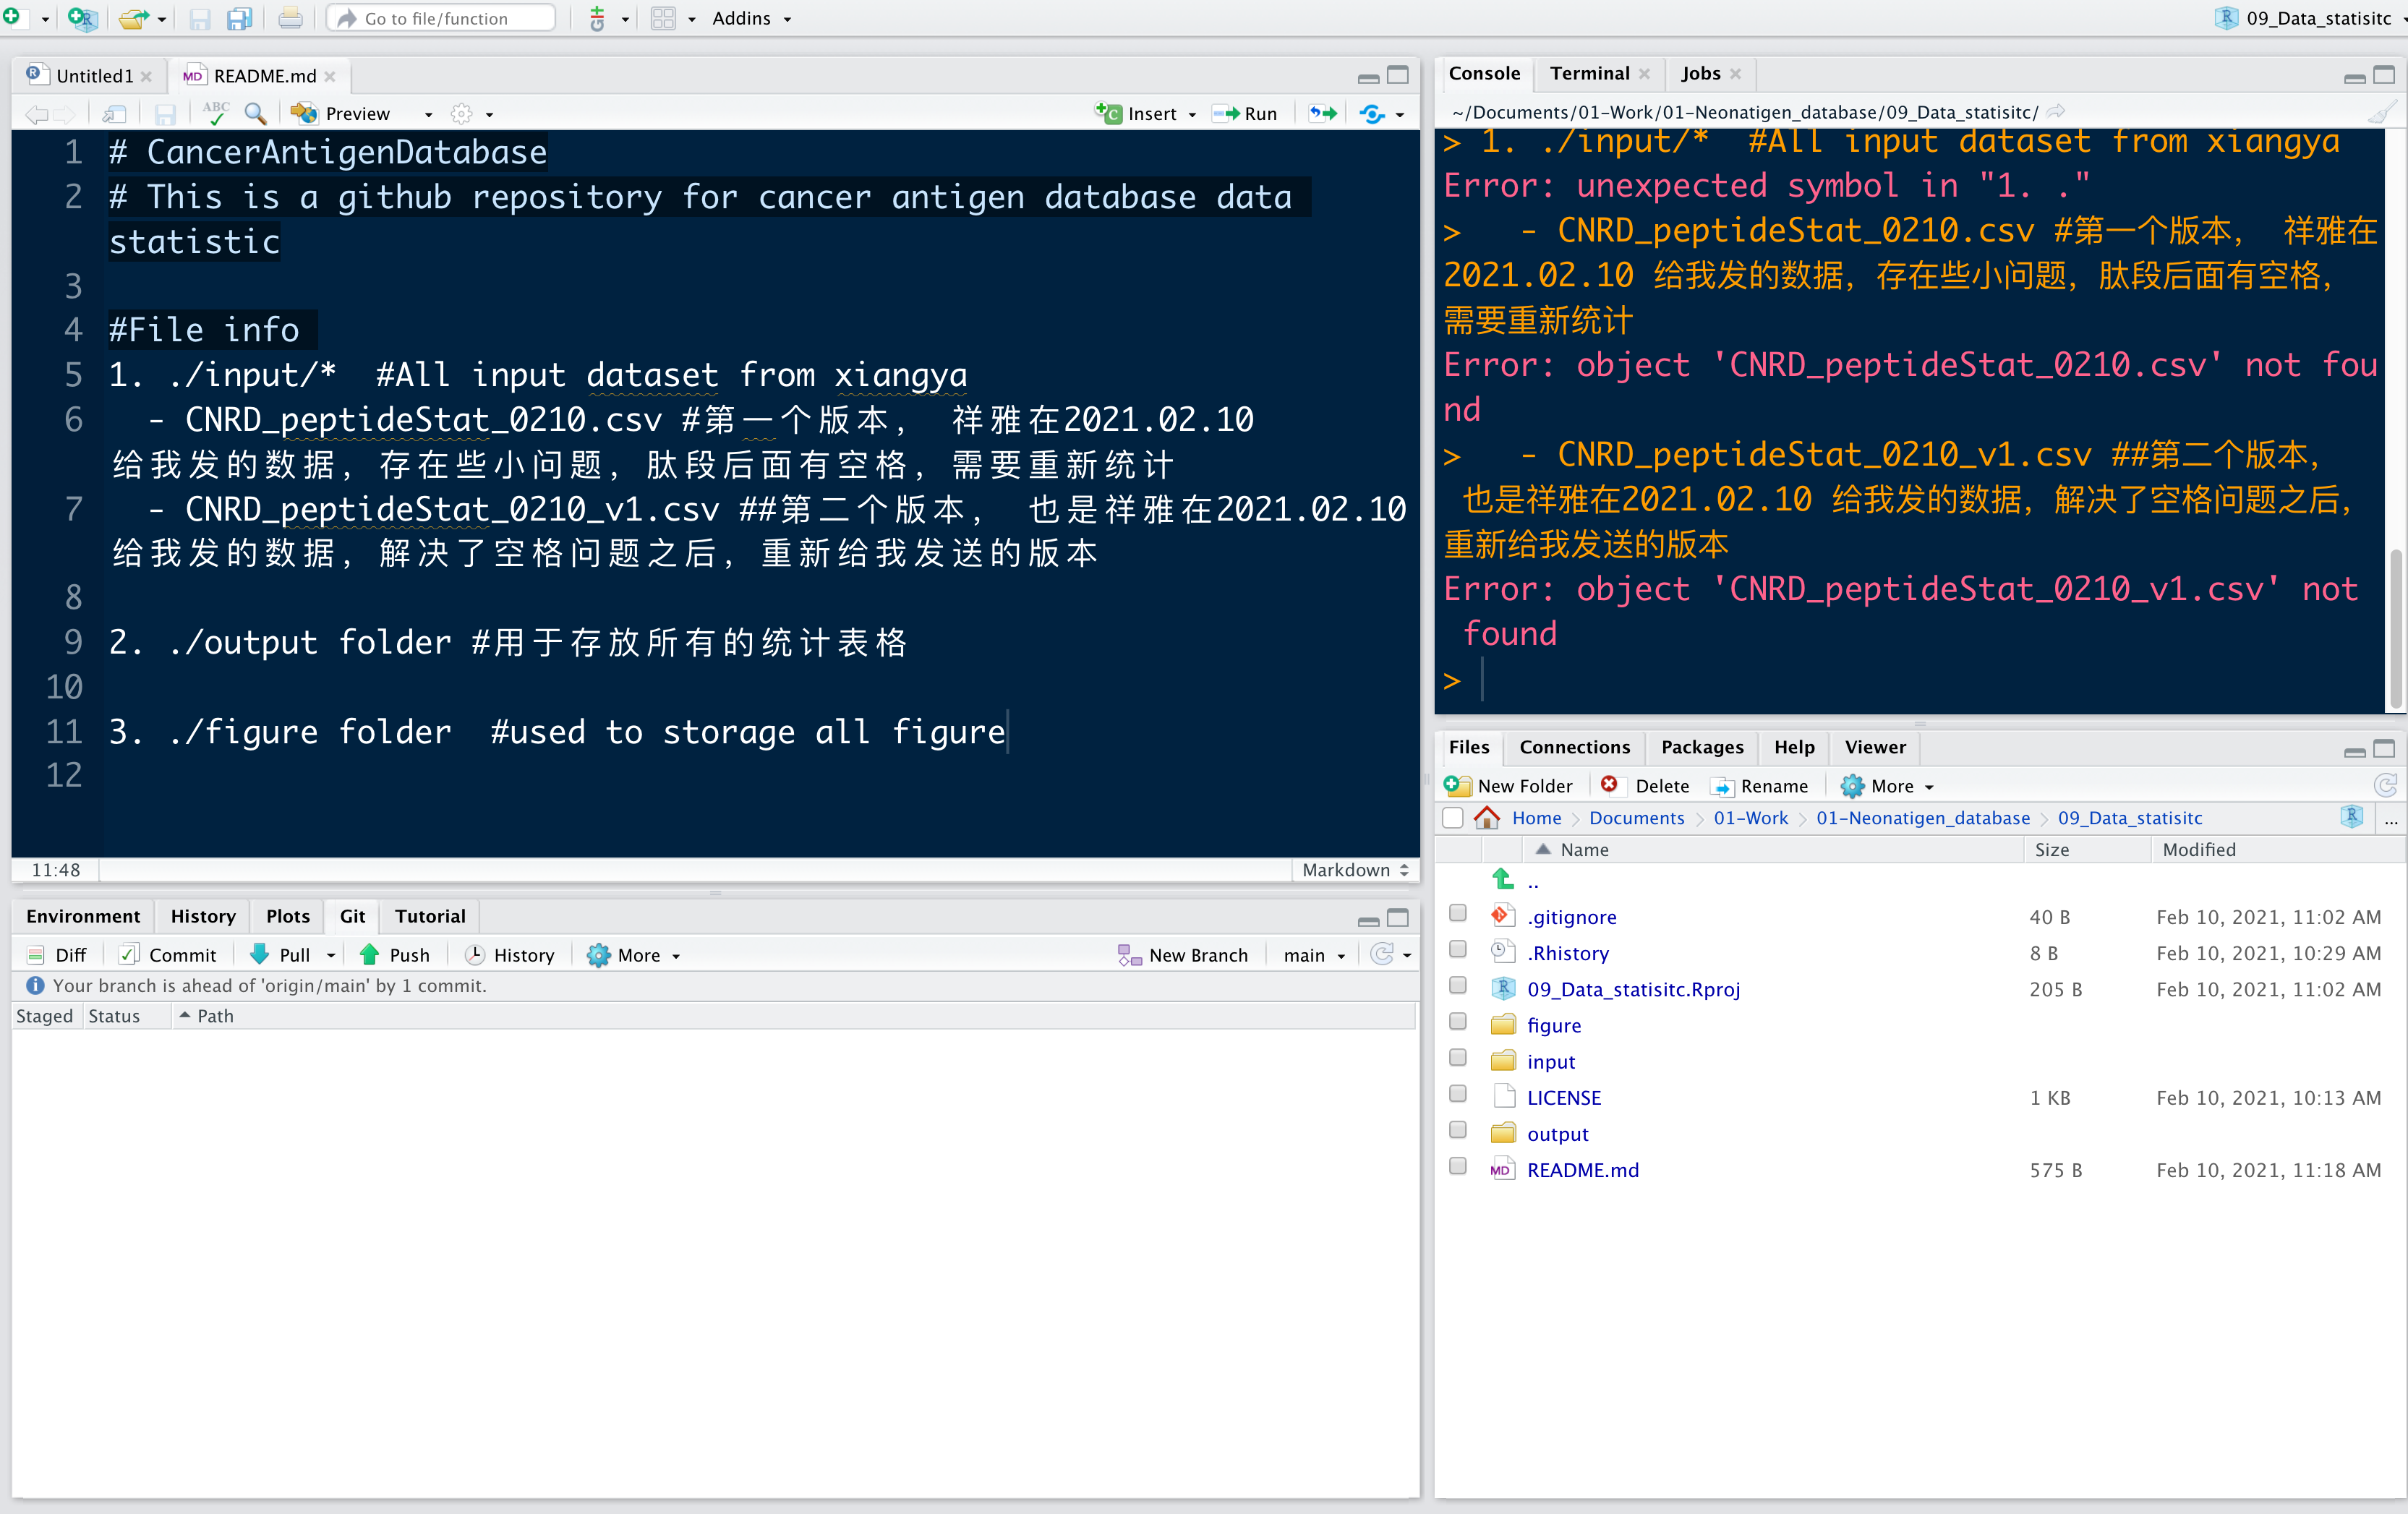 Go to file/function
Addins
09_Data_statisitc
Untitled1
README.md
ABC
Preview
Insert
Run
1 # CancerAntigenDatabase
2 # This is a github repository for cancer antigen database data
statistic
3
4 #File info
5 1. ./input/*  #All input dataset from xiangya
6   - CNRD_peptideStat_0210.csv #第一个版本， 祥雅在2021.02.10
给我发的数据，存在些小问题，肽段后面有空格，需要重新统计
7   - CNRD_peptideStat_0210_v1.csv ##第二个版本， 也是祥雅在2021.02.10
给我发的数据，解决了空格问题之后，重新给我发送的版本
8
9 2. ./output folder #用于存放所有的统计表格
10
11 3. ./figure folder  #used to storage all figure
12
11:48
Markdown
Environment History Plots Git Tutorial
Diff Commit Pull Push History More New Branch main
Your branch is ahead of 'origin/main' by 1 commit.
Staged Status Path
Console Terminal Jobs
~/Documents/01-Work/01-Neonatigen_database/09_Data_statisitc/
> 1. ./input/*  #All input dataset from xiangya
Error: unexpected symbol in "1. ."
>   - CNRD_peptideStat_0210.csv #第一个版本， 祥雅在
2021.02.10 给我发的数据，存在些小问题，肽段后面有空格，
需要重新统计
Error: object 'CNRD_peptideStat_0210.csv' not fou
nd
>   - CNRD_peptideStat_0210_v1.csv ##第二个版本，
也是祥雅在2021.02.10 给我发的数据，解决了空格问题之后，
重新给我发送的版本
Error: object 'CNRD_peptideStat_0210_v1.csv' not
found
>
Files Connections Packages Help Viewer
New Folder Delete Rename More
Home Documents 01-Work 01-Neonatigen_database 09_Data_statisitc ...
Name Size Modified
..
.gitignore 40 B Feb 10, 2021, 11:02 AM
.Rhistory 8 B Feb 10, 2021, 10:29 AM
09_Data_statisitc.Rproj 205 B Feb 10, 2021, 11:02 AM
figure
input
LICENSE 1 KB Feb 10, 2021, 10:13 AM
output
README.md 575 B Feb 10, 2021, 11:18 AM